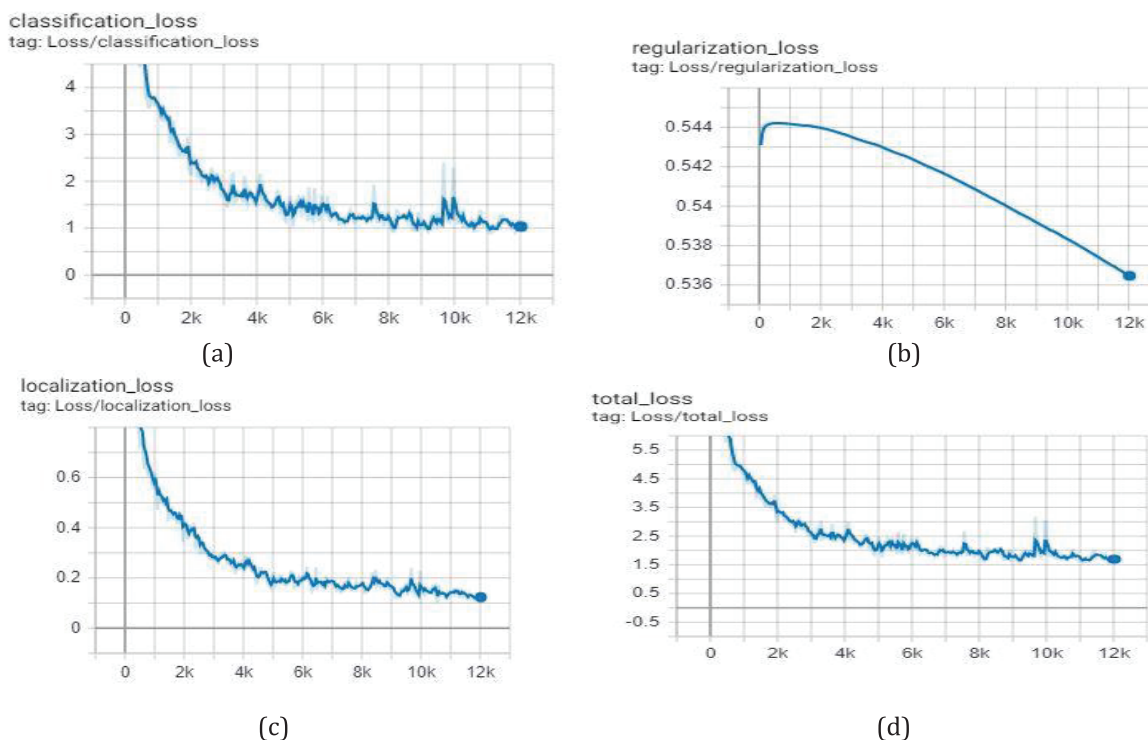 classification_loss
tag: Loss/classification_loss
4
3
2
1
0
0 2k 4k 6k 8k 10k 12k
(a)
regularization_loss
tag: Loss/regularization_loss
0.544
0.542
0.54
0.538
0.536
0 2k 4k 6k 8k 10k 12k
(b)
localization_loss
tag: Loss/localization_loss
0.6
0.4
0.2
0
0 2k 4k 6k 8k 10k 12k
(c)
total_loss
tag: Loss/total_loss
5.5
4.5
3.5
2.5
1.5
0.5
-0.5
0 2k 4k 6k 8k 10k 12k
(d)